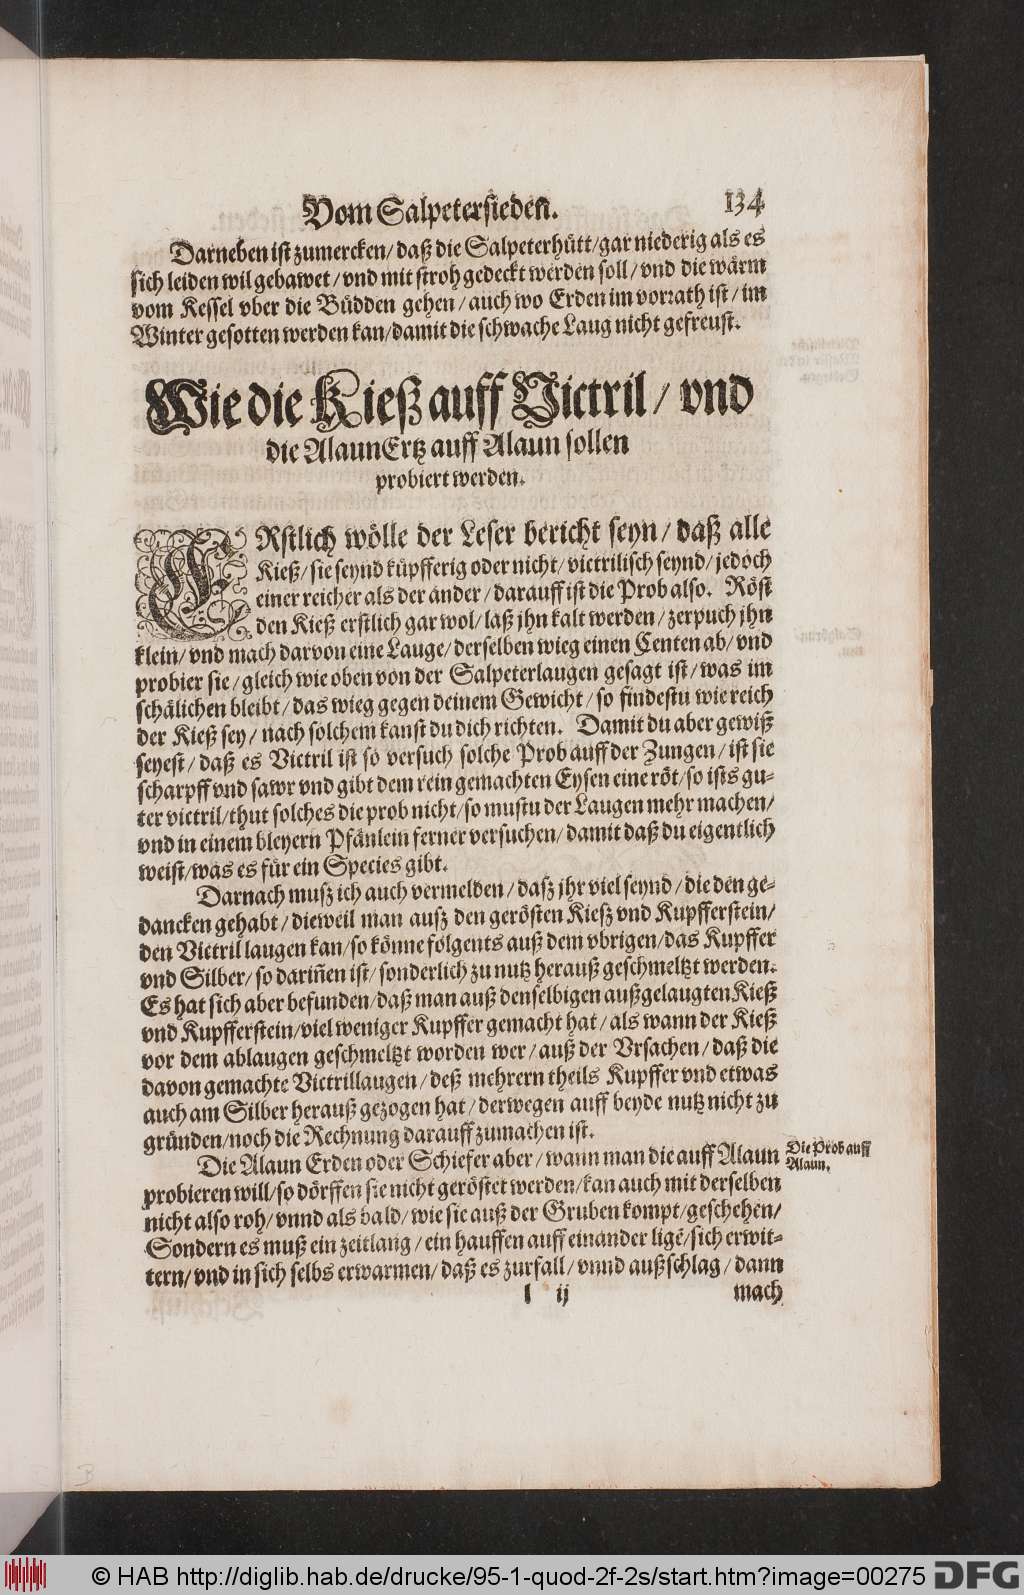 Vom Salpetersieden. 134
Darneben ist zumercken/daß die Salpeterhütt/gar niederig als es
sich leiden wil gebawet/vnd mit stroh gedeckt werden soll/vnd die wärm
vom Kessel vber die Büdden gehen/auch wo Erden im vorrath ist/im
Winter gesotten werden kan/damit die schwache Laug nicht gefreust.
Wie die Kieß auff Victril/vnd
die AlaunErtz auff Alaun sollen
probiert werden.
ERstlich wölle der Leser bericht seyn/daß alle
Kieß/sie seynd küpfferig oder nicht/victrilisch seynd/jedoch
einer reicher als der ander/darauff ist die Prob also. Röst
den Kieß erstlich gar wol/laß jhn kalt werden/zerpuch jhn
klein/vnd mach darvon eine Lauge/derselben wieg einen Centen ab/vnd
probier sie/gleich wie oben von der Salpeterlaugen gesagt ist/was im
schälichen bleibt/das wieg gegen deinem Gewicht/so findestu wie reich
der Kieß sey/nach solchem kanst du dich richten. Damit du aber gewiß
seyest/daß es Victril ist so versuch solche Prob auff der Zungen/ist sie
scharpff vnd sawr vnd gibt dem rein gemachten Eysen eine röt/so ists gu-
ter victril/thut solches die prob nicht/so mustu der Laugen mehr machen/
vnd in einem bleyern Pfänlein ferner versuchen/damit daß du eigentlich
weist/was es für ein Species gibt.
Darnach muß ich auch vermelden/daß jhr viel seynd/die den ge-
dancken gehabt/dieweil man auß den gerösten Kieß vnd Kupfferstein/
den Victril laugen kan/so könne folgents auß dem vbrigen/das Kupffer
vnd Silber/so dariñen ist/sonderlich zu nutz herauß geschmeltzt werden.
Es hat sich aber befunden/daß man auß denselbigen außgelaugten Kieß
vnd Kupfferstein/viel weniger Kupffer gemacht hat/als wann der Kieß
vor dem ablaugen geschmeltzt worden wer/auß der Vrsachen/daß die
davon gemachte Victrillaugen/deß mehrern theils Kupffer vnd etwas
auch am Silber herauß gezogen hat/derwegen auff beyde nutz nicht zu
gründen/noch die Rechnung darauff zumachen ist.
Die Alaun Erden oder Schiefer aber/wann man die auff Alaun
probieren will/so dörffen sie nicht geröstet werden/kan auch mit derselben
nicht also roh/vnnd als bald/wie sie auß der Gruben kompt/geschehen/
Sondern es muß ein zeitlang/ein hauffen auff einander ligẽ/sich erwit-
tern/vnd in sich selbs erwarmen/daß es zurfall/vnnd außschlag/dann
l ij mach
Die Prob auff
Alaun.
© HAB http://diglib.hab.de/drucke/95-1-quod-2f-2s/start.htm?image=00275 DFG